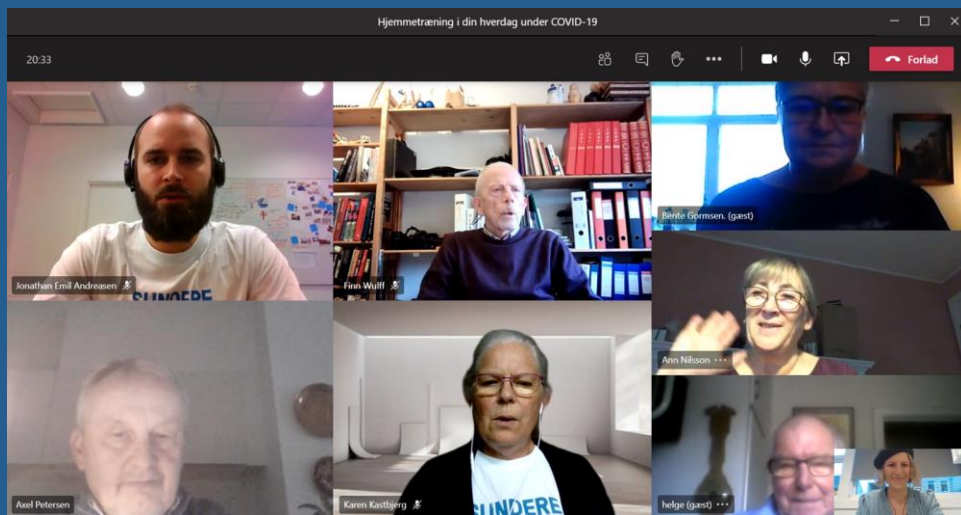 Hjemmetræning i din hverdag under COVID-19
20:33
Forlad
Jonathan Emil Andreasen
SUNDERE
Finn Wulff
Bente Gormsen. (gæst)
Ann Nilsson
Axel Petersen
Karen Kastbjerg
SUNDERE
helge (gæst)